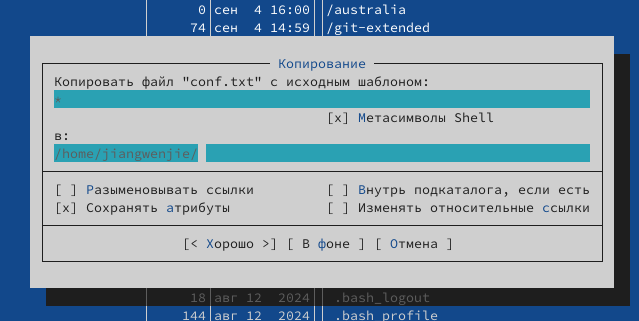 0 сен 4 16:00 /australia
74 сен 4 14:59 /git-extended
Копирование
Копировать файл "conf.txt" с исходным шаблоном:
*
[x] Метасимволы Shell
в:
/home/jiangwenjie/
[ ] Разыменовывать ссылки [ ] Внутрь подкаталога, если есть
[x] Сохранять атрибуты [ ] Изменять относительные ссылки
[< Хорошо >] [ В фоне ] [ Отмена ]
18 авг 12 2024 .bash_logout
144 авг 12 2024 .bash_profile